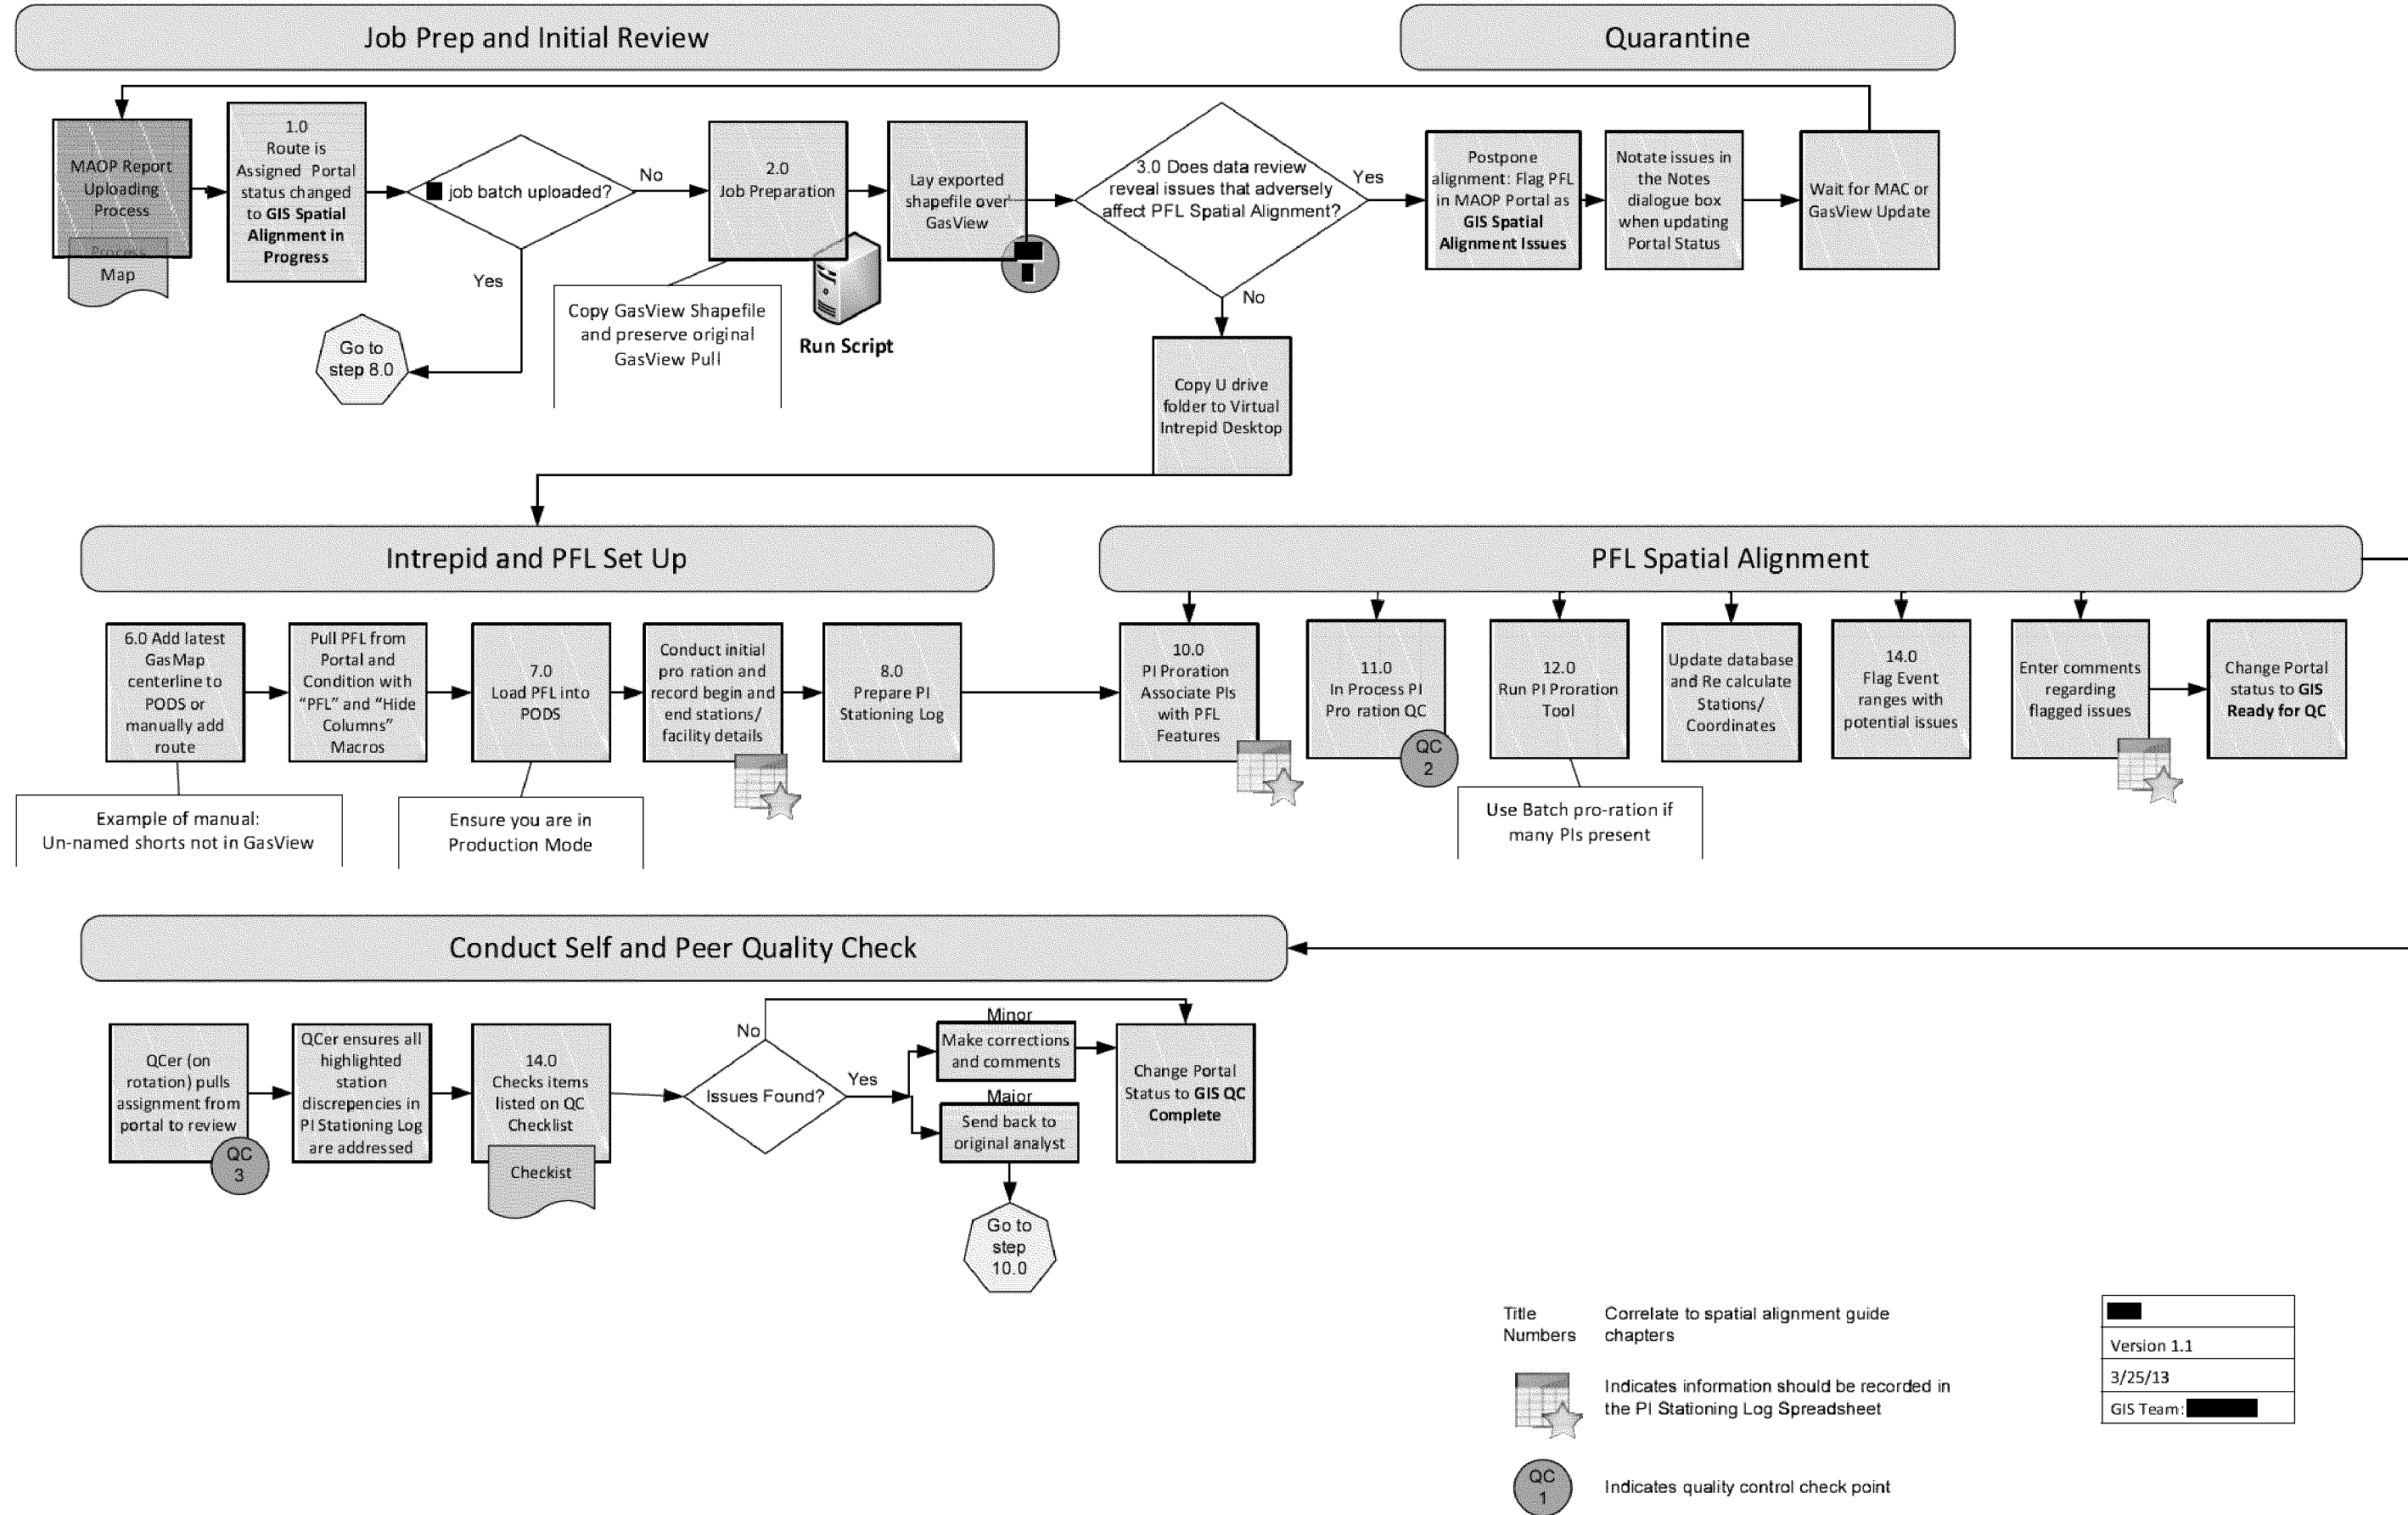 Job Prep and Initial Review
Quarantine
MAOP Report
Uploading
Process
Process
Map
1.0
Route is
Assigned Portal
status changed
to GIS Spatial
Alignment in
Progress
job batch uploaded?
No
Yes
Go to
step 8.0
2.0
Job Preparation
Copy GasView Shapefile
and preserve original
GasView Pull
Run Script
Lay exported
shapefile over
GasView
3.0 Does data review
reveal issues that adversely
affect PFL Spatial Alignment?
Yes
No
Postpone
alignment: Flag PFL
in MAOP Portal as
GIS Spatial
Alignment Issues
Notate issues in
the Notes
dialogue box
when updating
Portal Status
Wait for MAC or
GasView Update
Copy U drive
folder to Virtual
Intrepid Desktop
Intrepid and PFL Set Up
PFL Spatial Alignment
6.0 Add latest
GasMap
centerline to
PODS or
manually add
route
Example of manual:
Un-named shorts not in GasView
Pull PFL from
Portal and
Condition with
“PFL” and “Hide
Columns”
Macros
7.0
Load PFL into
PODS
Ensure you are in
Production Mode
Conduct initial
pro ration and
record begin and
end stations/
facility details
8.0
Prepare PI
Stationing Log
10.0
PI Proration
Associate PIs
with PFL
Features
11.0
In Process PI
Pro ration QC
QC
2
12.0
Run PI Proration
Tool
Use Batch pro-ration if
many PIs present
Update database
and Re calculate
Stations/
Coordinates
14.0
Flag Event
ranges with
potential issues
Enter comments
regarding
flagged issues
Change Portal
status to GIS
Ready for QC
Conduct Self and Peer Quality Check
QCer (on
rotation) pulls
assignment from
portal to review
QC
3
QCer ensures all
highlighted
station
discrepencies in
PI Stationing Log
are addressed
14.0
Checks items
listed on QC
Checklist
Checkist
Issues Found?
No
Yes
Minor
Make corrections
and comments
Major
Send back to
original analyst
Go to
step
10.0
Change Portal
Status to GIS QC
Complete
Title
Numbers
Correlate to spatial alignment guide
chapters
Indicates information should be recorded in
the PI Stationing Log Spreadsheet
QC
1
Indicates quality control check point
Version 1.1
3/25/13
GIS Team: